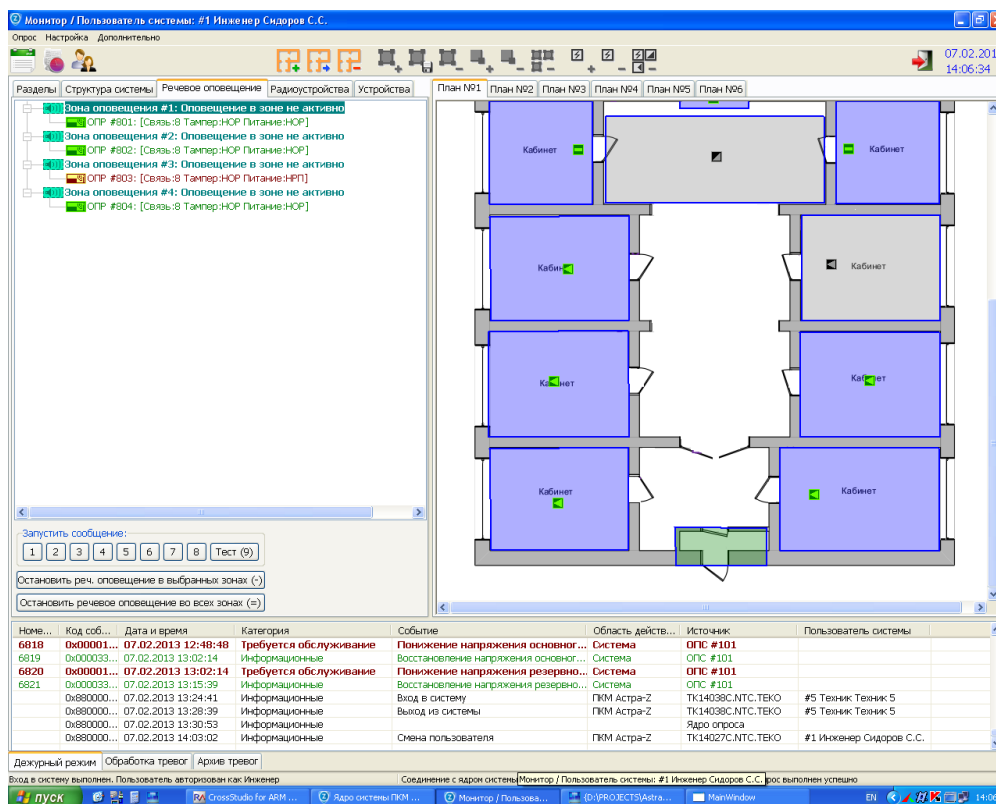 Монитор / Пользователь системы: #1 Инженер Сидоров С.С.
Опрос Настройка Дополнительно
07.02.201
14:06:34
Разделы Структура системы Речевое оповещение Радиоустройства Устройства
План №1 План №2 План №3 План №4 План №5 План №6
Зона оповещения #1: Оповещение в зоне не активно
ОПР #801: [Связь:8 Тампер:НОР Питание:НОР]
Зона оповещения #2: Оповещение в зоне не активно
ОПР #802: [Связь:8 Тампер:НОР Питание:НОР]
Зона оповещения #3: Оповещение в зоне не активно
ОПР #803: [Связь:8 Тампер:НОР Питание:НРП]
Зона оповещения #4: Оповещение в зоне не активно
ОПР #804: [Связь:8 Тампер:НОР Питание:НОР]
Кабинет Кабинет
Кабинет
Кабинет
Кабинет
Кабинет
Кабинет Кабинет
Запустить сообщение:
1 2 3 4 5 6 7 8 Тест (9)
Остановить реч. оповещение в выбранных зонах (-)
Остановить речевое оповещение во всех зонах (=)
Номе... Код соб... Дата и время Категория Событие Область действ... Источник Пользователь системы
6818 0x00001... 07.02.2013 12:48:48 Требуется обслуживание Понижение напряжения основног... Система ОПС #101
6819 0x000033... 07.02.2013 13:02:14 Информационные Восстановление напряжения основног... Система ОПС #101
6820 0x00001... 07.02.2013 13:02:14 Требуется обслуживание Понижение напряжения резервно... Система ОПС #101
6821 0x000033... 07.02.2013 13:15:39 Информационные Восстановление напряжения резервно... Система ОПС #101
0x880000... 07.02.2013 13:24:41 Информационные Вход в систему ПКМ Астра-Z TK14038C.NTC.TEKO #5 Техник Техник 5
0x880000... 07.02.2013 13:28:39 Информационные Выход из системы ПКМ Астра-Z TK14038C.NTC.TEKO #5 Техник Техник 5
0x880000... 07.02.2013 13:30:53 Информационные Ядро опроса
0x880000... 07.02.2013 14:03:02 Информационные Смена пользователя ПКМ Астра-Z TK14027C.NTC.TEKO #1 Инженер Сидоров С.С.
Дежурный режим Обработка тревог Архив тревог
Вход в систему выполнен. Пользователь авторизован как Инженер Соединение с ядром системы Монитор / Пользователь системы: #1 Инженер Сидоров С.С. рос выполнен успешно
пуск CrossStudio for ARM ... Ядро системы ПКМ ... Монитор / Пользова... {D:\PROJECTS\Astra... MainWindow EN 14:06